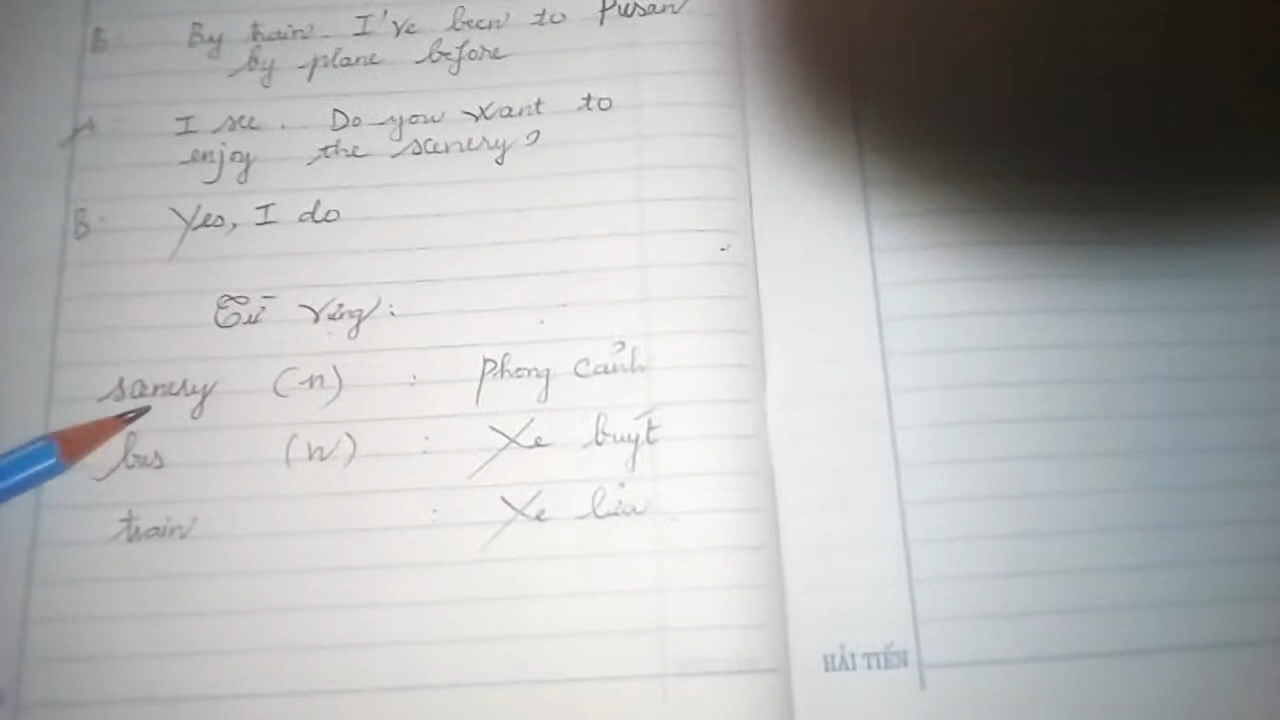 B: By train. I've been to Pusan
by plane before
A: I see. Do you want to
enjoy the scenery?
B: Yes, I do
Từ vựng:
scenery (n) : Phong cảnh
bus (n) : Xe buýt
train : Xe lửa
HẢI TIẾN